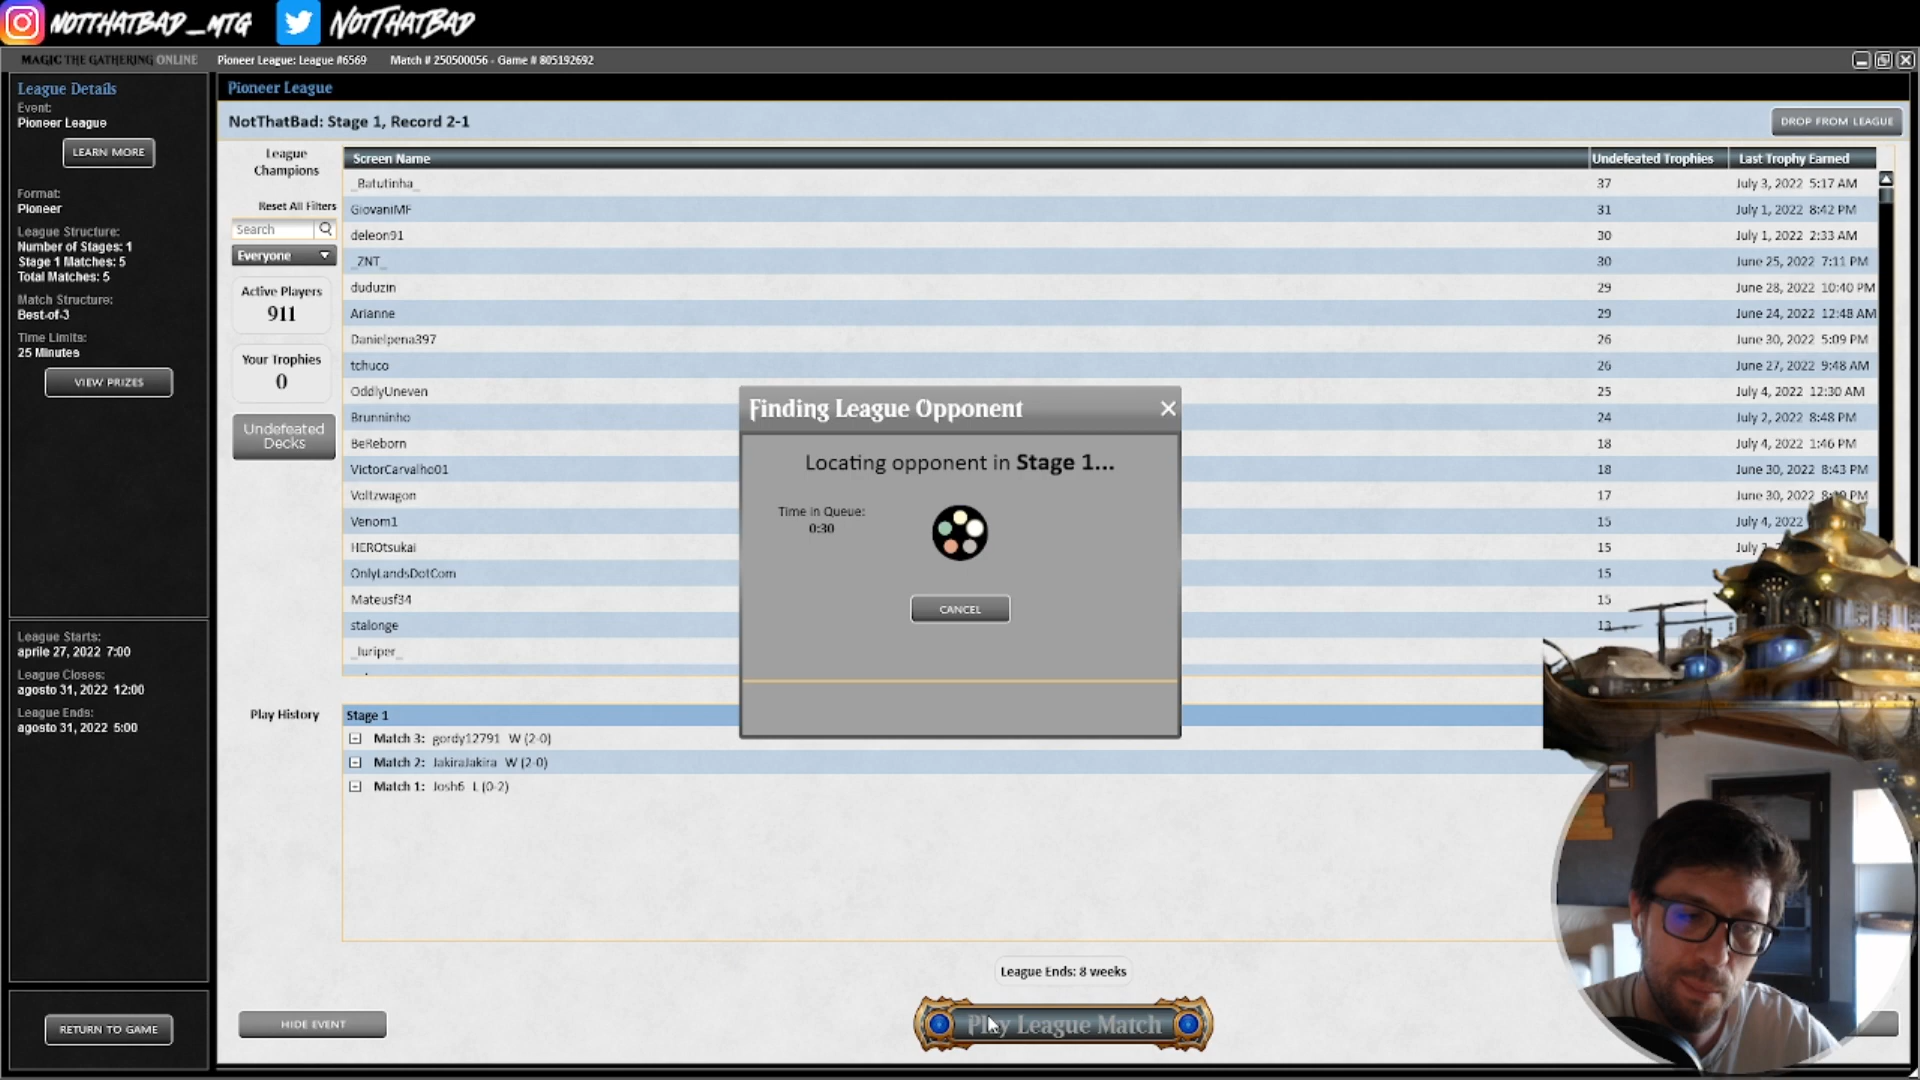 NOTTHATBAD_MTG NOTTHATBAD
MAGIC THE GATHERING ONLINE Pioneer League: League #6569 Match # 250500056 - Game # 805192692
League Details
Event:
Pioneer League
LEARN MORE
Format:
Pioneer
League Structure:
Number of Stages: 1
Stage 1 Matches: 5
Total Matches: 5
Match Structure:
Best-of-3
Time Limits:
25 Minutes
VIEW PRIZES
League Starts:
aprile 27, 2022 7:00
League Closes:
agosto 31, 2022 12:00
League Ends:
agosto 31, 2022 5:00
RETURN TO GAME
Pioneer League
NotThatBad: Stage 1, Record 2-1
DROP FROM LEAGUE
League
Champions
Reset All Filters
Search
Everyone
Active Players
911
Your Trophies
0
Undefeated
Decks
Screen Name Undefeated Trophies Last Trophy Earned
_Batutinha_ 37 July 3, 2022 5:17 AM
GiovaniMF 31 July 1, 2022 8:42 PM
deleon91 30 July 1, 2022 2:33 AM
_ZNT_ 30 June 25, 2022 7:11 PM
duduzin 29 June 28, 2022 10:40 PM
Arianne 29 June 24, 2022 12:48 AM
Danielpena397 26 June 30, 2022 5:09 PM
tchuco 26 June 27, 2022 9:48 AM
OddlyUneven 25 July 4, 2022 12:30 AM
Brunninho 24 July 2, 2022 8:48 PM
BeReborn 18 July 4, 2022 1:46 PM
VictorCarvalho01 18 June 30, 2022 8:43 PM
Voltzwagon 17 June 30, 2022 PM
Venom1 15 July 4, 2022
HEROtsukai 15 July
OnlyLandsDotCom 15
Mateusf34 15
stalonge 13
_luriper_
Finding League Opponent
Locating opponent in Stage 1...
Time In Queue:
0:30
CANCEL
Play History
Stage 1
Match 3: gordy12791 W (2-0)
Match 2: JakiraJakira W (2-0)
Match 1: Josh6 L (0-2)
League Ends: 8 weeks
HIDE EVENT
Play League Match